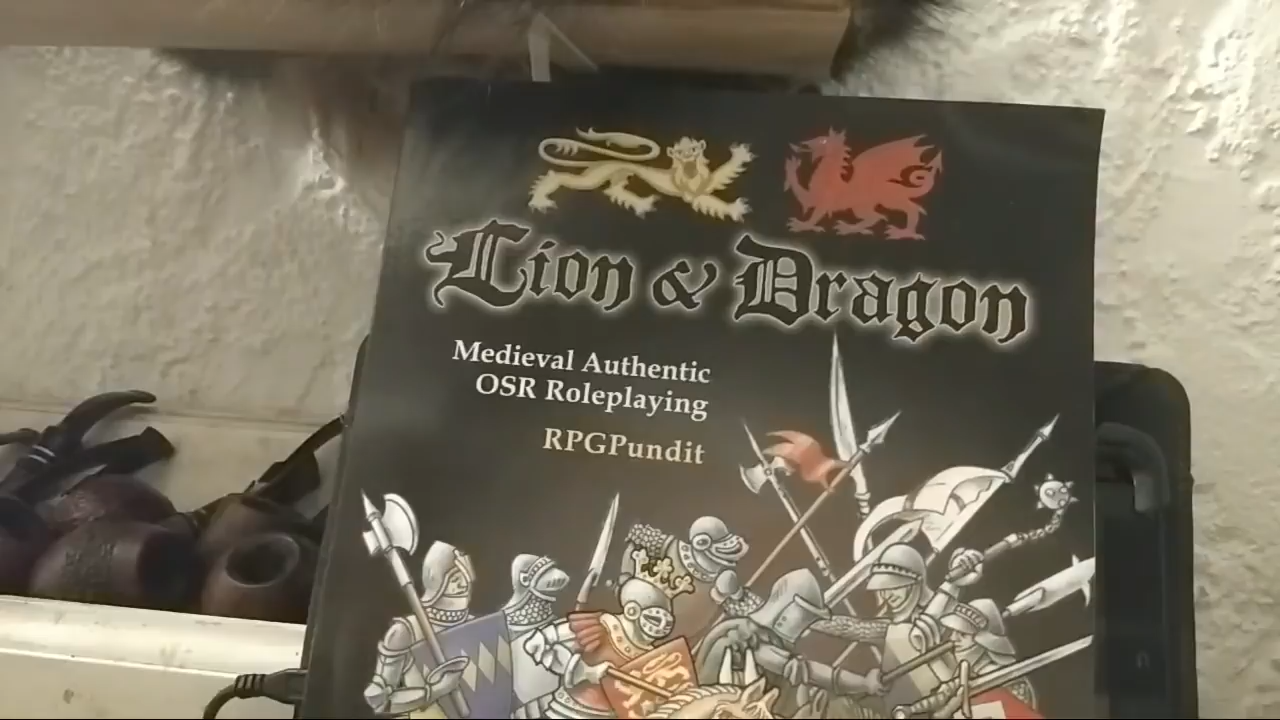 Lion & Dragon
Medieval Authentic
OSR Roleplaying
RPGPundit